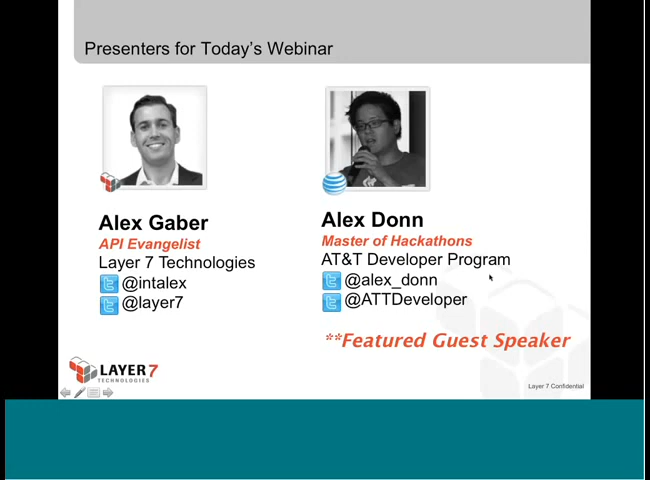 Presenters for Today's Webinar
Alex Gaber
API Evangelist
Layer 7 Technologies
@intalex
@layer7
Alex Donn
Master of Hackathons
AT&T Developer Program
@alex_donn
@ATTDeveloper
**Featured Guest Speaker
LAYER 7
TECHNOLOGIES
Layer 7 Confidential